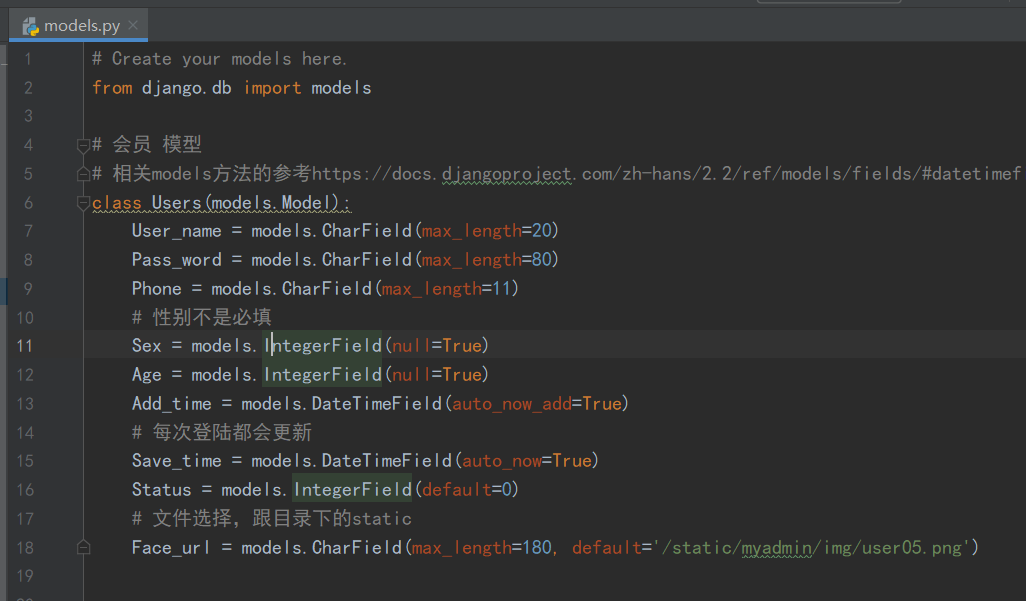 models.py
1 # Create your models here.
2 from django.db import models
3
4 # 会员 模型
5 # 相关models方法的参考https://docs.djangoproject.com/zh-hans/2.2/ref/models/fields/#datetimef
6 class Users(models.Model):
7 User_name = models.CharField(max_length=20)
8 Pass_word = models.CharField(max_length=80)
9 Phone = models.CharField(max_length=11)
10 # 性别不是必填
11 Sex = models.IntegerField(null=True)
12 Age = models.IntegerField(null=True)
13 Add_time = models.DateTimeField(auto_now_add=True)
14 # 每次登陆都会更新
15 Save_time = models.DateTimeField(auto_now=True)
16 Status = models.IntegerField(default=0)
17 # 文件选择，跟目录下的static
18 Face_url = models.CharField(max_length=180, default='/static/myadmin/img/user05.png')
19